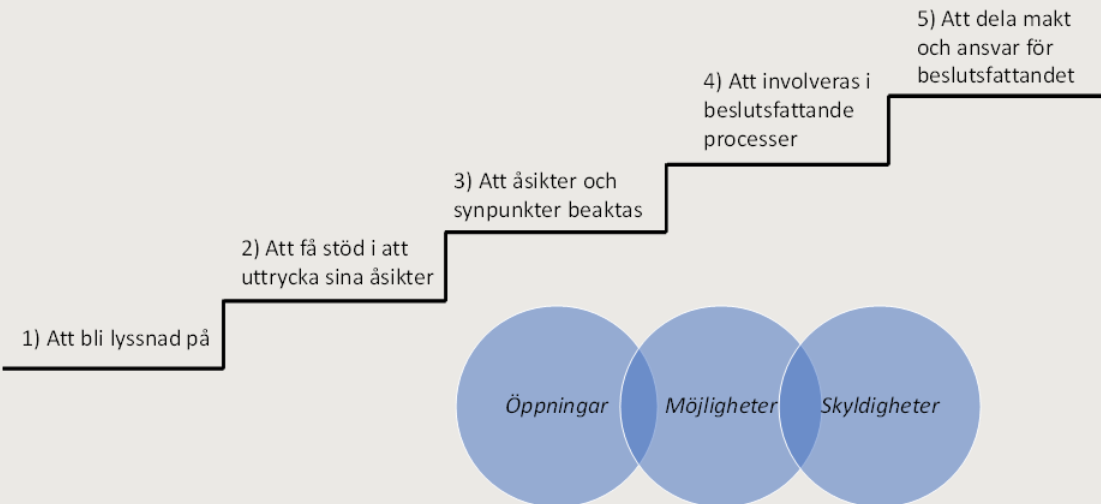 1) Att bli lyssnad på
2) Att få stöd i att
uttrycka sina åsikter
3) Att åsikter och
synpunkter beaktas
4) Att involveras i
beslutsfattande
processer
5) Att dela makt
och ansvar för
beslutsfattandet
Öppningar
Möjligheter
Skyldigheter